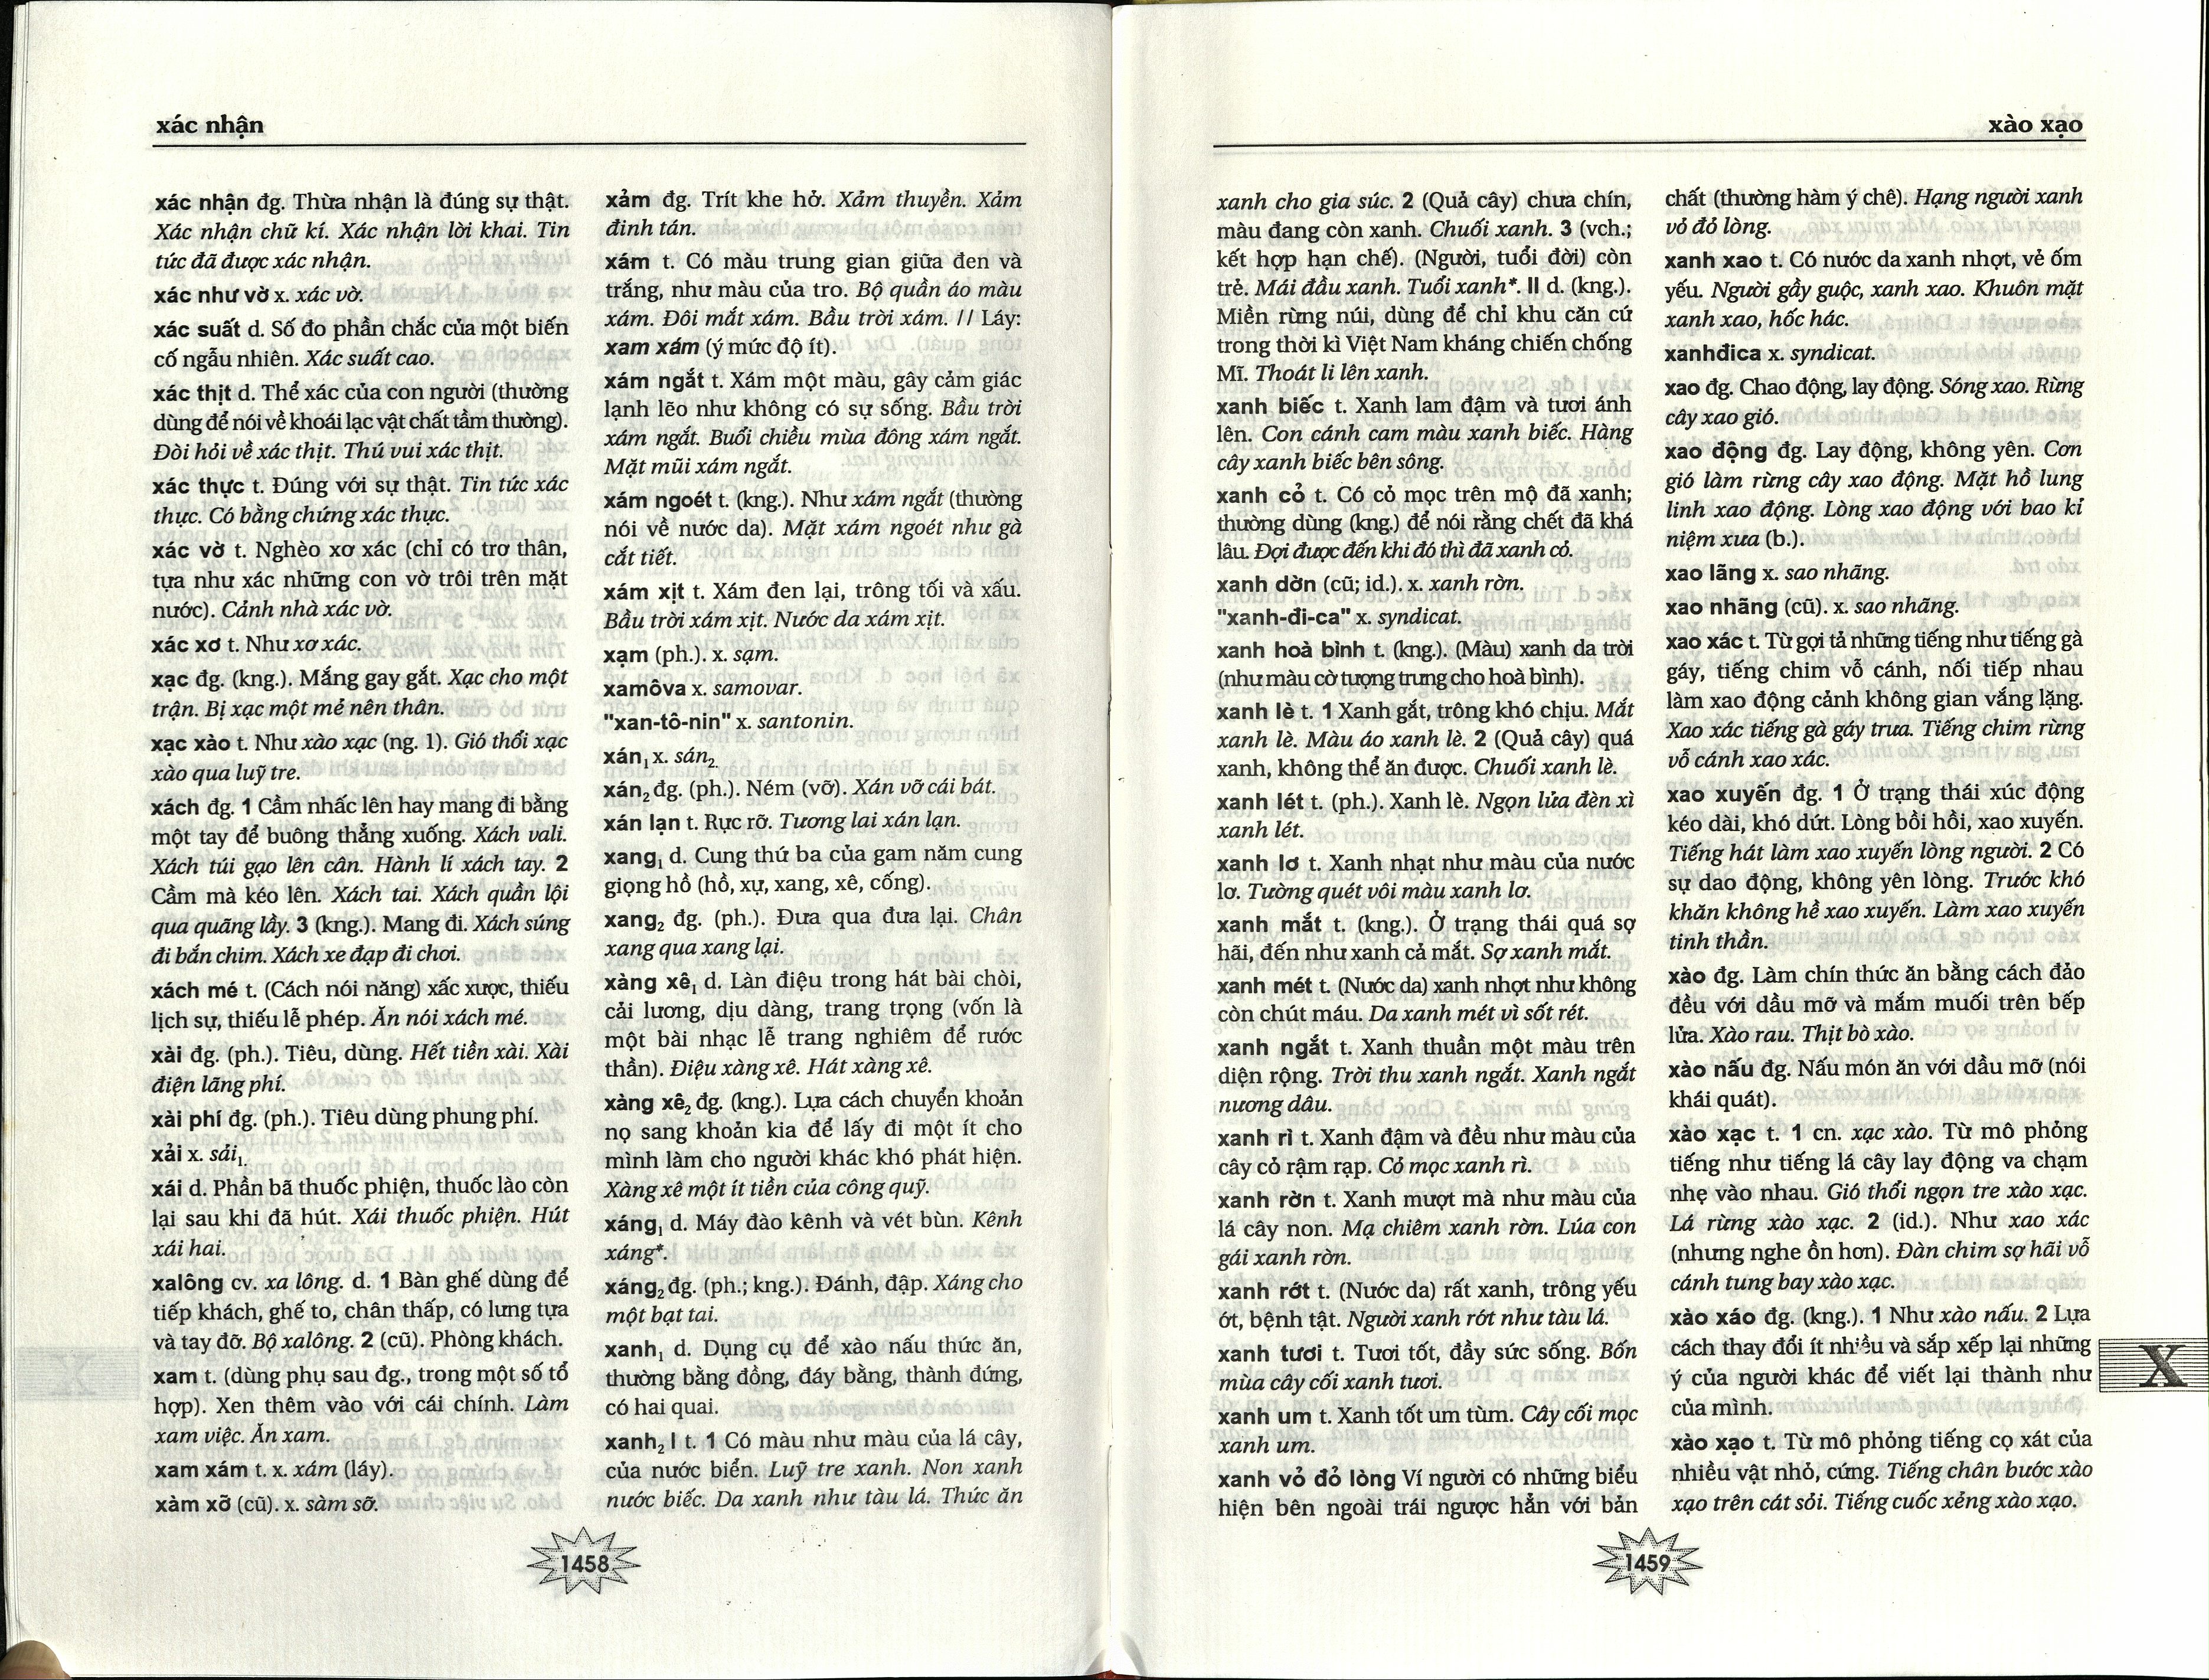 xác nhận
xác nhận đg. Thừa nhận là đúng sự thật.
Xác nhận chữ kí. Xác nhận lời khai. Tin
tức đã được xác nhận.
xác như vờ x. xác vờ.
xác suất d. Số đo phần chắc của một biến
cố ngẫu nhiên. Xác suất cao.
xác thịt d. Thể xác của con người (thường
dùng để nói về khoái lạc vật chất tầm thường).
Đòi hỏi về xác thịt. Thú vui xác thịt.
xác thực t. Đúng với sự thật. Tin tức xác
thực. Có bằng chứng xác thực.
xác vờ t. Nghèo xơ xác (chỉ có trơ thân,
tựa như xác những con vờ trôi trên mặt
nước). Cảnh nhà xác vờ.
xác xơ t. Như xơ xác.
xạc đg. (kng.). Mắng gay gắt. Xạc cho một
trận. Bị xạc một mẻ nên thân.
xạc xào t. Như xào xạc (ng. 1). Gió thổi xạc
xào qua luỹ tre.
xách đg. 1 Cầm nhấc lên hay mang đi bằng
một tay để buông thẳng xuống. Xách vali.
Xách túi gạo lên cân. Hành lí xách tay. 2
Cầm mà kéo lên. Xách tai. Xách quần lội
qua quãng lầy. 3 (kng.). Mang đi. Xách súng
đi bắn chim. Xách xe đạp đi chơi.
xách mé t. (Cách nói năng) xấc xược, thiếu
lịch sự, thiếu lễ phép. Ăn nói xách mé.
xài đg. (ph.). Tiêu, dùng. Hết tiền xài. Xài
điện lãng phí.
xài phí đg. (ph.). Tiêu dùng phung phí.
xải x. sải₁.
xái d. Phần bã thuốc phiện, thuốc lào còn
lại sau khi đã hút. Xái thuốc phiện. Hút
xái hai.
xalông cv. xa lông. d. 1 Bàn ghế dùng để
tiếp khách, ghế to, chân thấp, có lưng tựa
và tay đỡ. Bộ xalông. 2 (cũ). Phòng khách.
xam t. (dùng phụ sau đg., trong một số tổ
hợp). Xen thêm vào với cái chính. Làm
xam việc. Ăn xam.
xam xám t. x. xám (láy).
xàm xỡ (cũ). x. sàm sỡ.
xảm đg. Trít khe hở. Xảm thuyền. Xảm
đinh tán.
xám t. Có màu trung gian giữa đen và
trắng, như màu của tro. Bộ quần áo màu
xám. Đôi mắt xám. Bầu trời xám. // Láy:
xam xám (ý mức độ ít).
xám ngắt t. Xám một màu, gây cảm giác
lạnh lẽo như không có sự sống. Bầu trời
xám ngắt. Buổi chiều mùa đông xám ngắt.
Mặt mũi xám ngắt.
xám ngoét t. (kng.). Như xám ngắt (thường
nói về nước da). Mặt xám ngoét như gà
cắt tiết.
xám xịt t. Xám đen lại, trông tối và xấu.
Bầu trời xám xịt. Nước da xám xịt.
xạm (ph.). x. sạm.
xamôva x. samovar.
"xan-tô-nin" x. santonin.
xán₁ x. sán₂.
xán₂ đg. (ph.). Ném (vỡ). Xán vỡ cái bát.
xán lạn t. Rực rỡ. Tương lai xán lạn.
xang₁ d. Cung thứ ba của gam năm cung
giọng hồ (hồ, xự, xang, xê, cống).
xang₂ đg. (ph.). Đưa qua đưa lại. Chân
xang qua xang lại.
xàng xê₁ d. Làn điệu trong hát bài chòi,
cải lương, dịu dàng, trang trọng (vốn là
một bài nhạc lễ trang nghiêm để rước
thần). Điệu xàng xê. Hát xàng xê.
xàng xê₂ đg. (kng.). Lựa cách chuyển khoản
nọ sang khoản kia để lấy đi một ít cho
mình làm cho người khác khó phát hiện.
Xàng xê một ít tiền của công quỹ.
xáng₁ d. Máy đào kênh và vét bùn. Kênh
xáng*.
xáng₂ đg. (ph.; kng.). Đánh, đập. Xáng cho
một bạt tai.
xanh₁ d. Dụng cụ để xào nấu thức ăn,
thường bằng đồng, đáy bằng, thành đứng,
có hai quai.
xanh₂ I t. 1 Có màu như màu của lá cây,
của nước biển. Luỹ tre xanh. Non xanh
nước biếc. Da xanh như tàu lá. Thức ăn
1458
xào xạo
xanh cho gia súc. 2 (Quả cây) chưa chín,
màu đang còn xanh. Chuối xanh. 3 (vch.;
kết hợp hạn chế). (Người, tuổi đời) còn
trẻ. Mái đầu xanh. Tuổi xanh*. II d. (kng.).
Miền rừng núi, dùng để chỉ khu căn cứ
trong thời kì Việt Nam kháng chiến chống
Mĩ. Thoát li lên xanh.
xanh biếc t. Xanh lam đậm và tươi ánh
lên. Con cánh cam màu xanh biếc. Hàng
cây xanh biếc bên sông.
xanh cỏ t. Có cỏ mọc trên mộ đã xanh;
thường dùng (kng.) để nói rằng chết đã khá
lâu. Đợi được đến khi đó thì đã xanh cỏ.
xanh dờn (cũ; id.). x. xanh rờn.
"xanh-đi-ca" x. syndicat.
xanh hoà bình t. (kng.). (Màu) xanh da trời
(như màu cờ tượng trưng cho hoà bình).
xanh lè t. 1 Xanh gắt, trông khó chịu. Mắt
xanh lè. Màu áo xanh lè. 2 (Quả cây) quá
xanh, không thể ăn được. Chuối xanh lè.
xanh lét t. (ph.). Xanh lè. Ngọn lửa đèn xì
xanh lét.
xanh lơ t. Xanh nhạt như màu của nước
lơ. Tường quét vôi màu xanh lơ.
xanh mắt t. (kng.). Ở trạng thái quá sợ
hãi, đến như xanh cả mắt. Sợ xanh mắt.
xanh mét t. (Nước da) xanh nhợt như không
còn chút máu. Da xanh mét vì sốt rét.
xanh ngắt t. Xanh thuần một màu trên
diện rộng. Trời thu xanh ngắt. Xanh ngắt
nương dâu.
xanh rì t. Xanh đậm và đều như màu của
cây cỏ rậm rạp. Cỏ mọc xanh rì.
xanh rờn t. Xanh mượt mà như màu của
lá cây non. Mạ chiêm xanh rờn. Lúa con
gái xanh rờn.
xanh rớt t. (Nước da) rất xanh, trông yếu
ớt, bệnh tật. Người xanh rớt như tàu lá.
xanh tươi t. Tươi tốt, đầy sức sống. Bốn
mùa cây cối xanh tươi.
xanh um t. Xanh tốt um tùm. Cây cối mọc
xanh um.
xanh vỏ đỏ lòng Ví người có những biểu
hiện bên ngoài trái ngược hẳn với bản
chất (thường hàm ý chê). Hạng người xanh
vỏ đỏ lòng.
xanh xao t. Có nước da xanh nhợt, vẻ ốm
yếu. Người gầy guộc, xanh xao. Khuôn mặt
xanh xao, hốc hác.
xanhđica x. syndicat.
xao đg. Chao động, lay động. Sóng xao. Rừng
cây xao gió.
xao động đg. Lay động, không yên. Cơn
gió làm rừng cây xao động. Mặt hồ lung
linh xao động. Lòng xao động với bao kỉ
niệm xưa (b.).
xao lãng x. sao nhãng.
xao nhãng (cũ). x. sao nhãng.
xao xác t. Từ gợi tả những tiếng như tiếng gà
gáy, tiếng chim vỗ cánh, nối tiếp nhau
làm xao động cảnh không gian vắng lặng.
Xao xác tiếng gà gáy trưa. Tiếng chim rừng
vỗ cánh xao xác.
xao xuyến đg. 1 Ở trạng thái xúc động
kéo dài, khó dứt. Lòng bồi hồi, xao xuyến.
Tiếng hát làm xao xuyến lòng người. 2 Có
sự dao động, không yên lòng. Trước khó
khăn không hề xao xuyến. Làm xao xuyến
tinh thần.
xào đg. Làm chín thức ăn bằng cách đảo
đều với dầu mỡ và mắm muối trên bếp
lửa. Xào rau. Thịt bò xào.
xào nấu đg. Nấu món ăn với dầu mỡ (nói
khái quát).
xào xạc t. 1 cn. xạc xào. Từ mô phỏng
tiếng như tiếng lá cây lay động va chạm
nhẹ vào nhau. Gió thổi ngọn tre xào xạc.
Lá rừng xào xạc. 2 (id.). Như xao xác
(nhưng nghe ồn hơn). Đàn chim sợ hãi vỗ
cánh tung bay xào xạc.
xào xáo đg. (kng.). 1 Như xào nấu. 2 Lựa
cách thay đổi ít nhiều và sắp xếp lại những
ý của người khác để viết lại thành như
của mình.
xào xạo t. Từ mô phỏng tiếng cọ xát của
nhiều vật nhỏ, cứng. Tiếng chân bước xào
xạo trên cát sỏi. Tiếng cuốc xẻng xào xạo.
X
1459